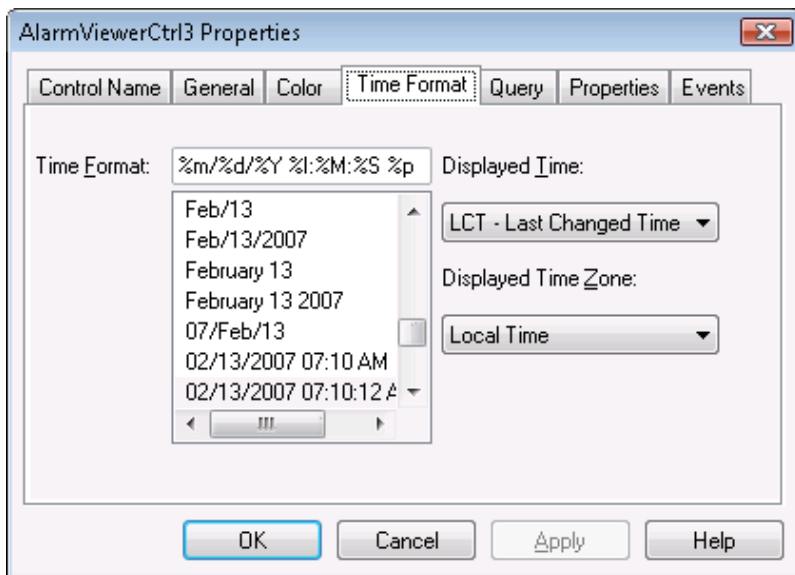 AlarmViewerCtrl3 Properties
Control Name General Color Time Format Query Properties Events
Time Format: %m/%d/%Y %I:%M:%S %p Displayed Time:
Feb/13
Feb/13/2007
February 13
February 13 2007
07/Feb/13
02/13/2007 07:10 AM
02/13/2007 07:10:12 A
LCT - Last Changed Time
Displayed Time Zone:
Local Time
OK Cancel Apply Help